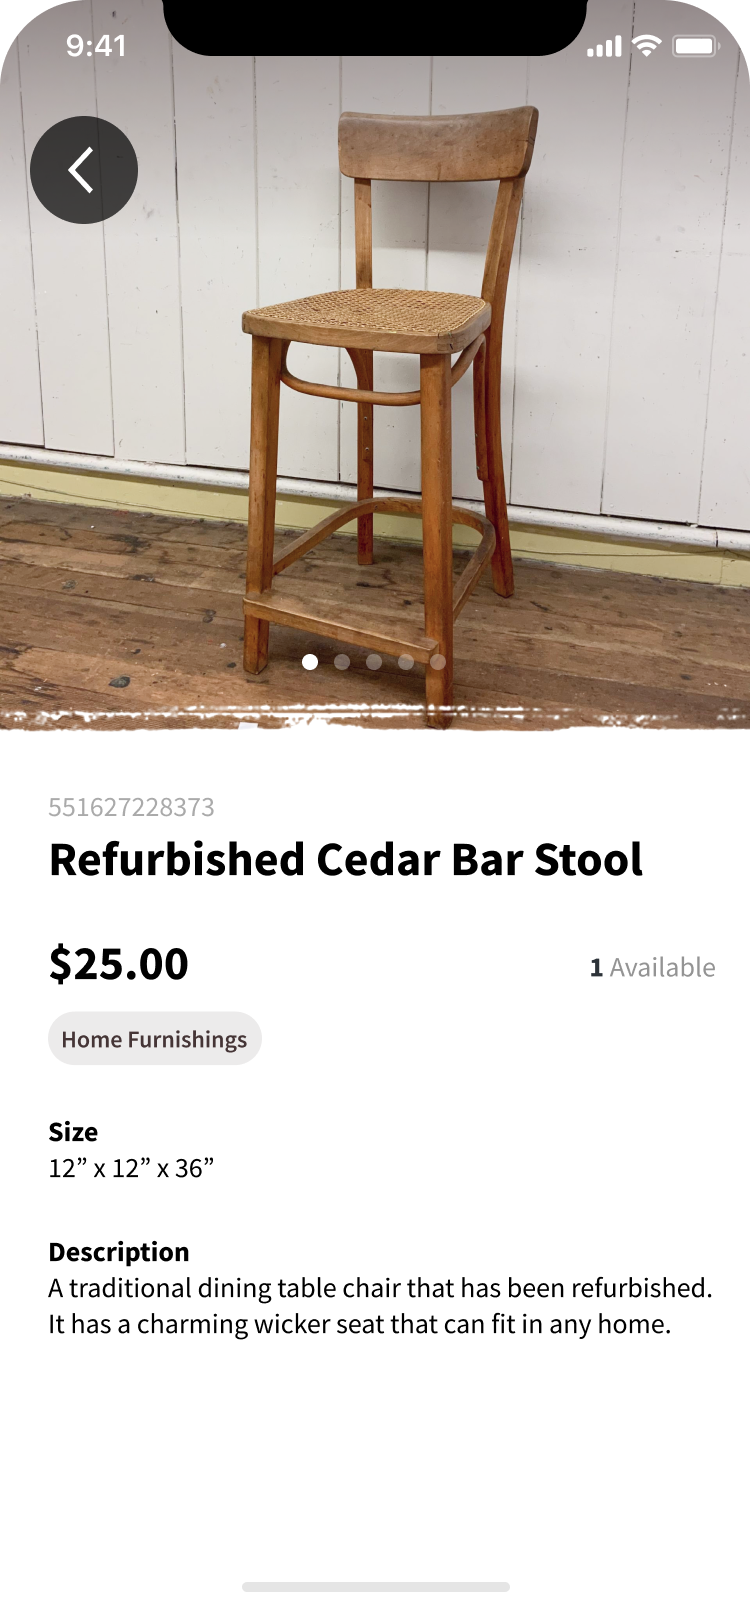 9:41
551627228373
Refurbished Cedar Bar Stool
$25.00
1 Available
Home Furnishings
Size
12” x 12” x 36”
Description
A traditional dining table chair that has been refurbished.
It has a charming wicker seat that can fit in any home.